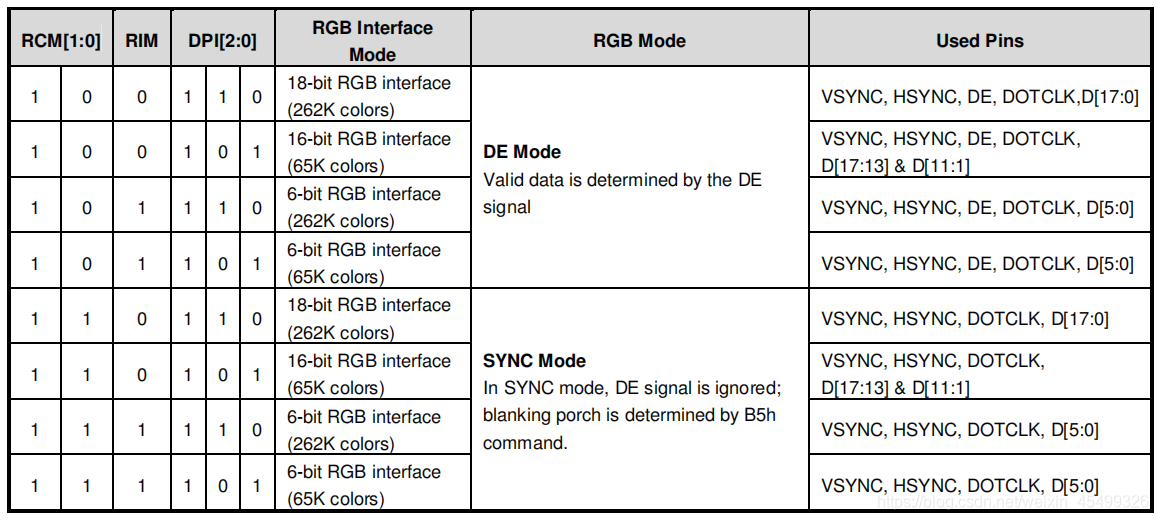 RCM[1:0] RIM DPI[2:0] RGB Interface Mode RGB Mode Used Pins
1 0 0 1 1 0 18-bit RGB interface (262K colors) VSYNC, HSYNC, DE, DOTCLK,D[17:0]
1 0 0 1 0 1 16-bit RGB interface (65K colors) VSYNC, HSYNC, DE, DOTCLK, D[17:13] & D[11:1]
DE Mode
Valid data is determined by the DE
signal
1 0 1 1 1 0 6-bit RGB interface (262K colors) VSYNC, HSYNC, DE, DOTCLK, D[5:0]
1 0 1 1 0 1 6-bit RGB interface (65K colors) VSYNC, HSYNC, DE, DOTCLK, D[5:0]
1 1 0 1 1 0 18-bit RGB interface (262K colors) VSYNC, HSYNC, DOTCLK, D[17:0]
1 1 0 1 0 1 16-bit RGB interface (65K colors) VSYNC, HSYNC, DOTCLK, D[17:13] & D[11:1]
SYNC Mode
In SYNC mode, DE signal is ignored;
blanking porch is determined by B5h
command.
1 1 1 1 1 0 6-bit RGB interface (262K colors) VSYNC, HSYNC, DOTCLK, D[5:0]
1 1 1 1 0 1 6-bit RGB interface (65K colors) VSYNC, HSYNC, DOTCLK, D[5:0]
https://blog.csdn.net/weixin_45499326